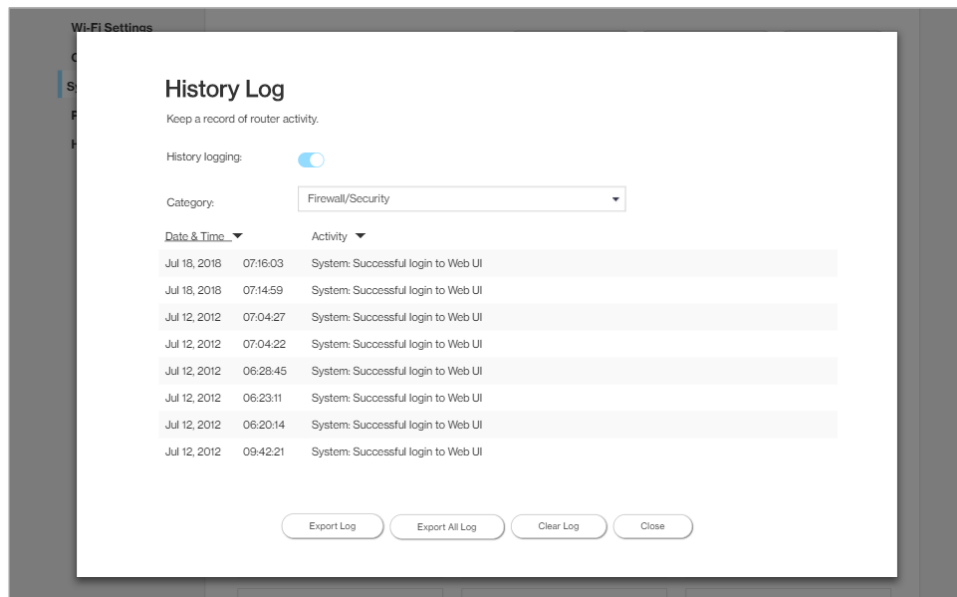 Wi-Fi Settings
History Log
Keep a record of router activity.
History logging:
Category: Firewall/Security
Date & Time Activity
Jul 18, 2018 07:16:03 System: Successful login to Web UI
Jul 18, 2018 07:14:59 System: Successful login to Web UI
Jul 12, 2012 07:04:27 System: Successful login to Web UI
Jul 12, 2012 07:04:22 System: Successful login to Web UI
Jul 12, 2012 06:28:45 System: Successful login to Web UI
Jul 12, 2012 06:23:11 System: Successful login to Web UI
Jul 12, 2012 06:20:14 System: Successful login to Web UI
Jul 12, 2012 09:42:21 System: Successful login to Web UI
Export Log Export All Log Clear Log Close